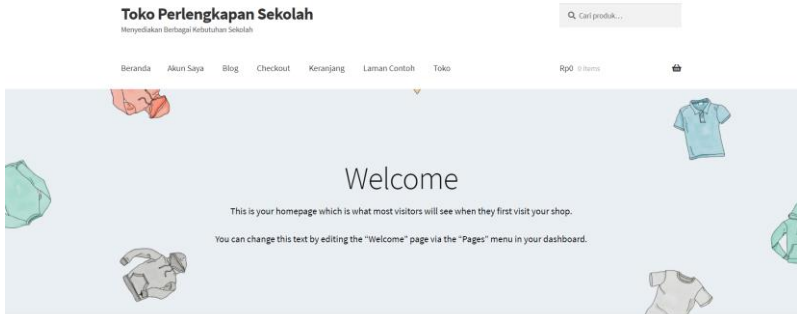 Toko Perlengkapan Sekolah
Menyediakan Berbagai Kebutuhan Sekolah
Cari produk...
Beranda Akun Saya Blog Checkout Keranjang Laman Contoh Toko Rp0 0 items
Welcome
This is your homepage which is what most visitors will see when they first visit your shop.
You can change this text by editing the “Welcome” page via the “Pages” menu in your dashboard.